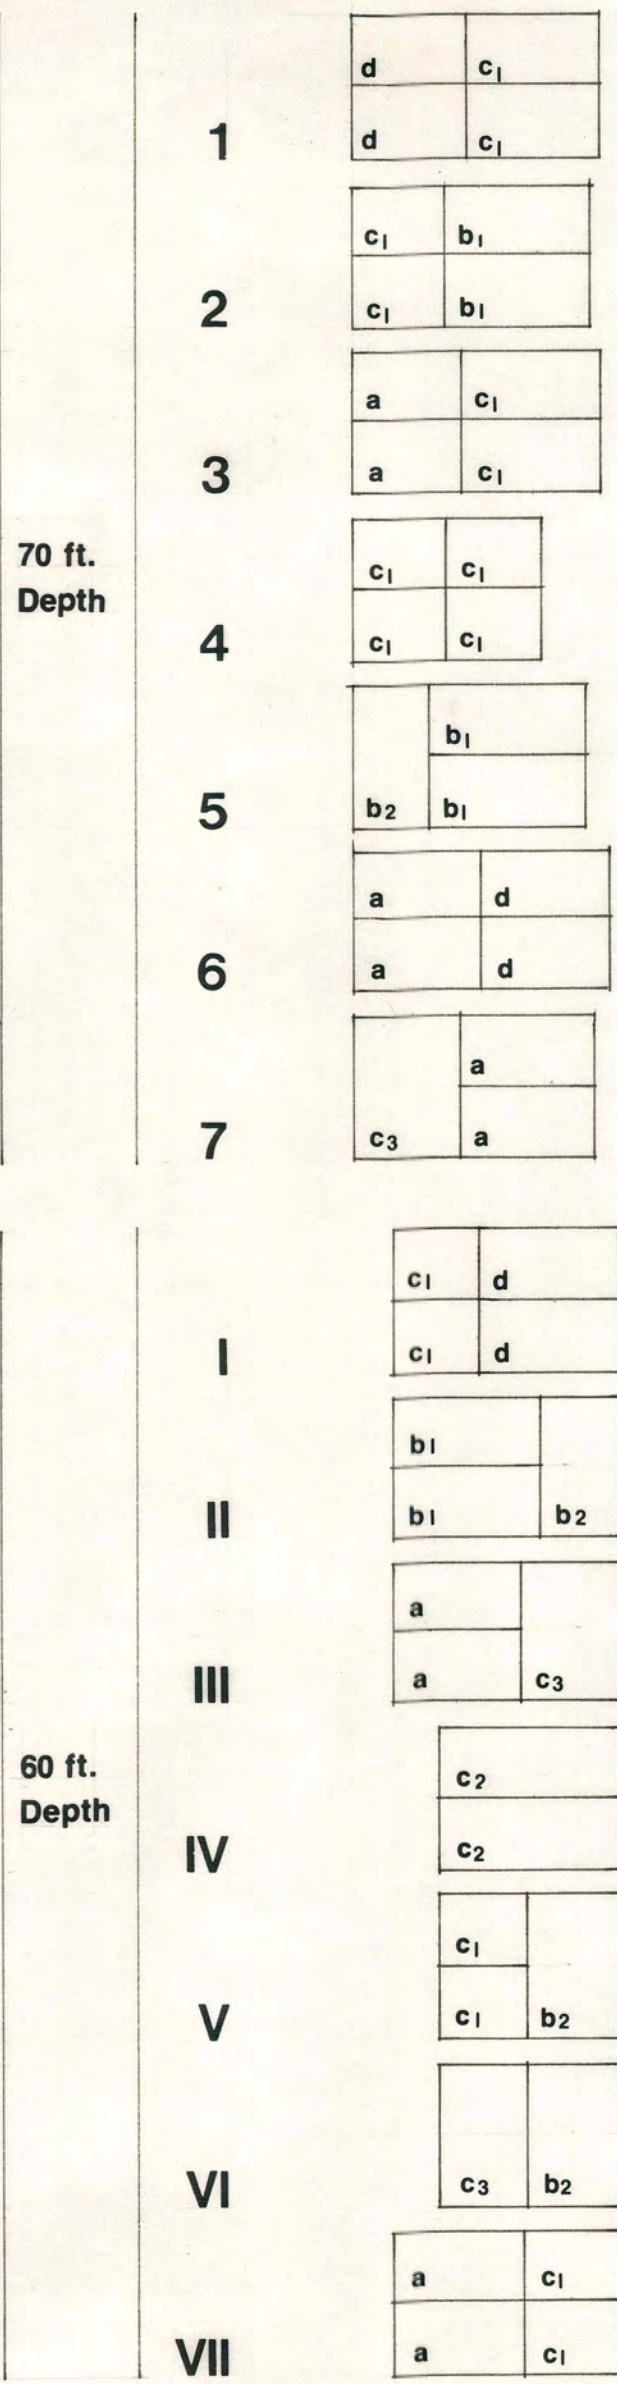 d c1
1 d c1
c1 b1
2 c1 b1
a c1
3 a c1
70 ft.
Depth
c1 c1
4 c1 c1
b1
5 b2 b1
a d
6 a d
a
7 c3 a
c1 d
I c1 d
b1
II b1 b2
a
III a c3
60 ft.
Depth
c2
IV c2
c1
V c1 b2
VI c3 b2
a c1
VII a c1